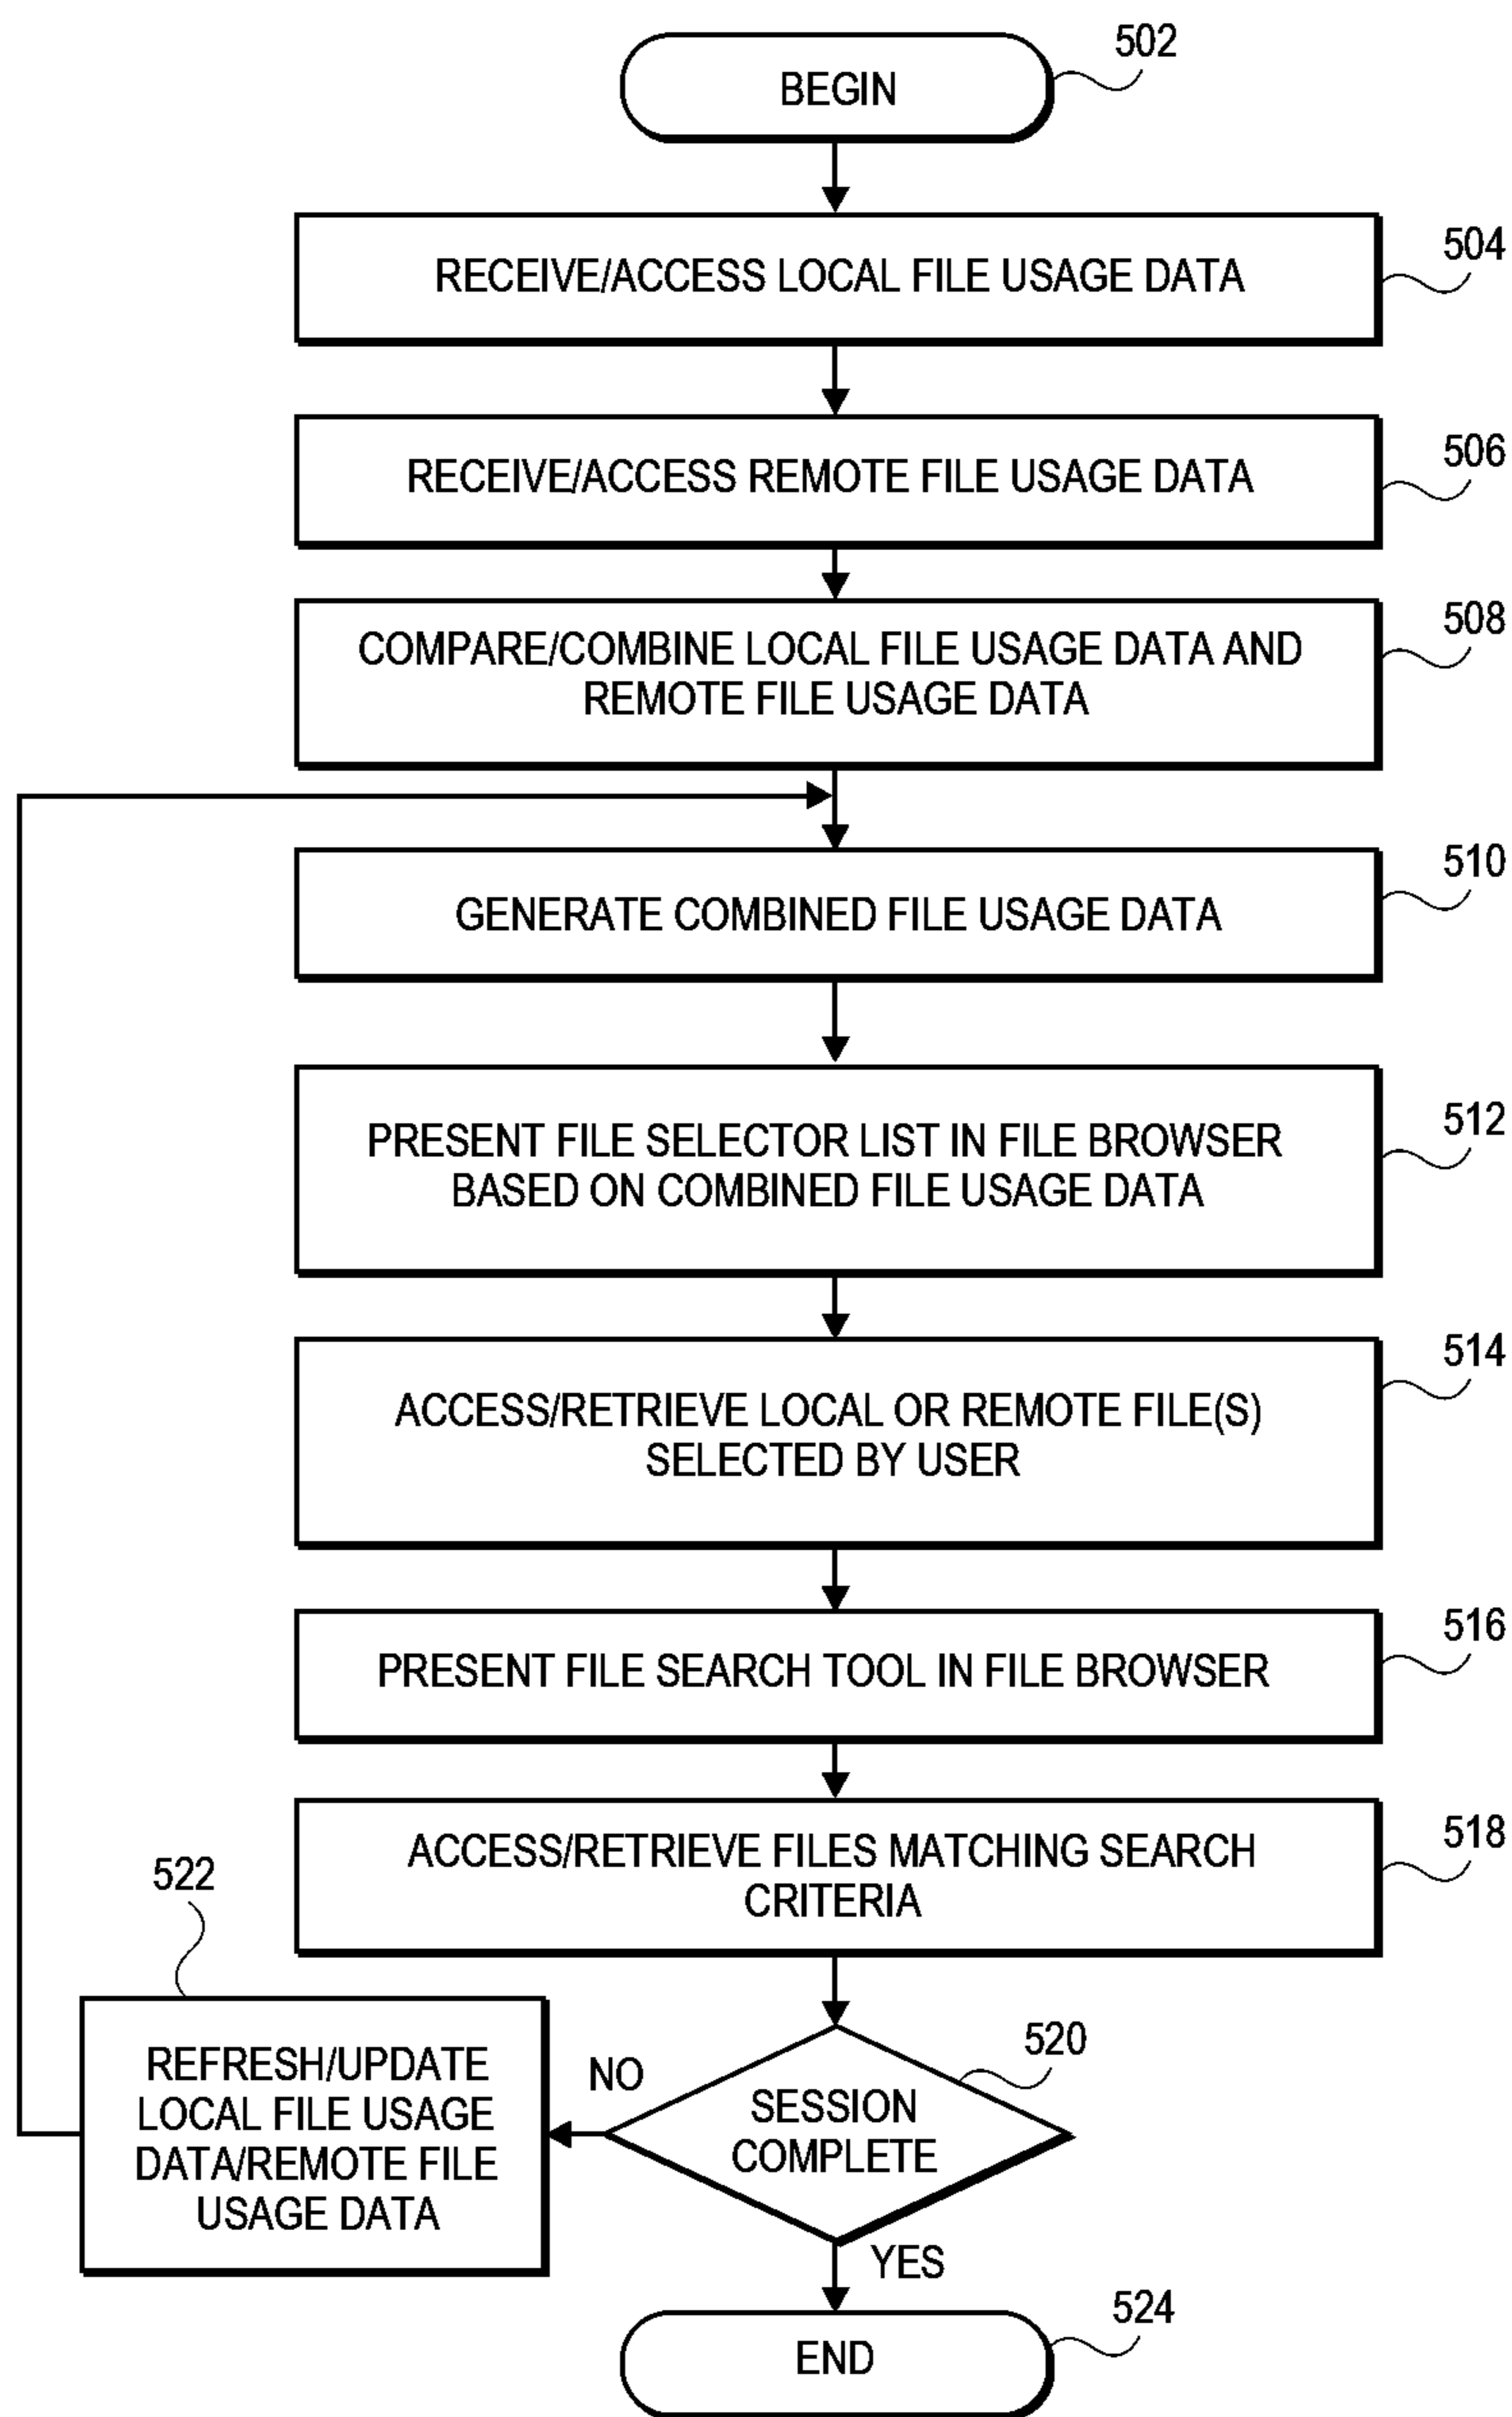 502
BEGIN
504
RECEIVE/ACCESS LOCAL FILE USAGE DATA
506
RECEIVE/ACCESS REMOTE FILE USAGE DATA
508
COMPARE/COMBINE LOCAL FILE USAGE DATA AND
REMOTE FILE USAGE DATA
510
GENERATE COMBINED FILE USAGE DATA
512
PRESENT FILE SELECTOR LIST IN FILE BROWSER
BASED ON COMBINED FILE USAGE DATA
514
ACCESS/RETRIEVE LOCAL OR REMOTE FILE(S)
SELECTED BY USER
516
PRESENT FILE SEARCH TOOL IN FILE BROWSER
518
ACCESS/RETRIEVE FILES MATCHING SEARCH
CRITERIA
520
SESSION
COMPLETE
NO
522
REFRESH/UPDATE
LOCAL FILE USAGE
DATA/REMOTE FILE
USAGE DATA
YES
524
END